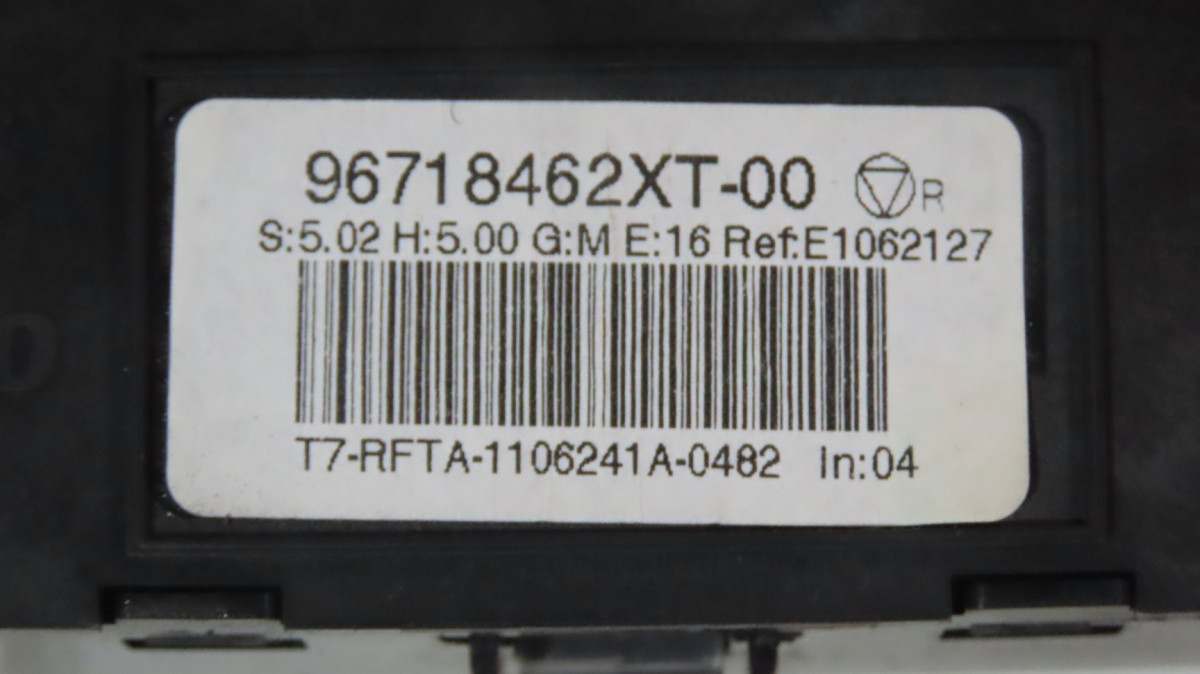 96718462XT-00 R
S:5.02 H:5.00 G:M E:16 Ref:E1062127
T7-RFTA-1106241A-0482 In:04